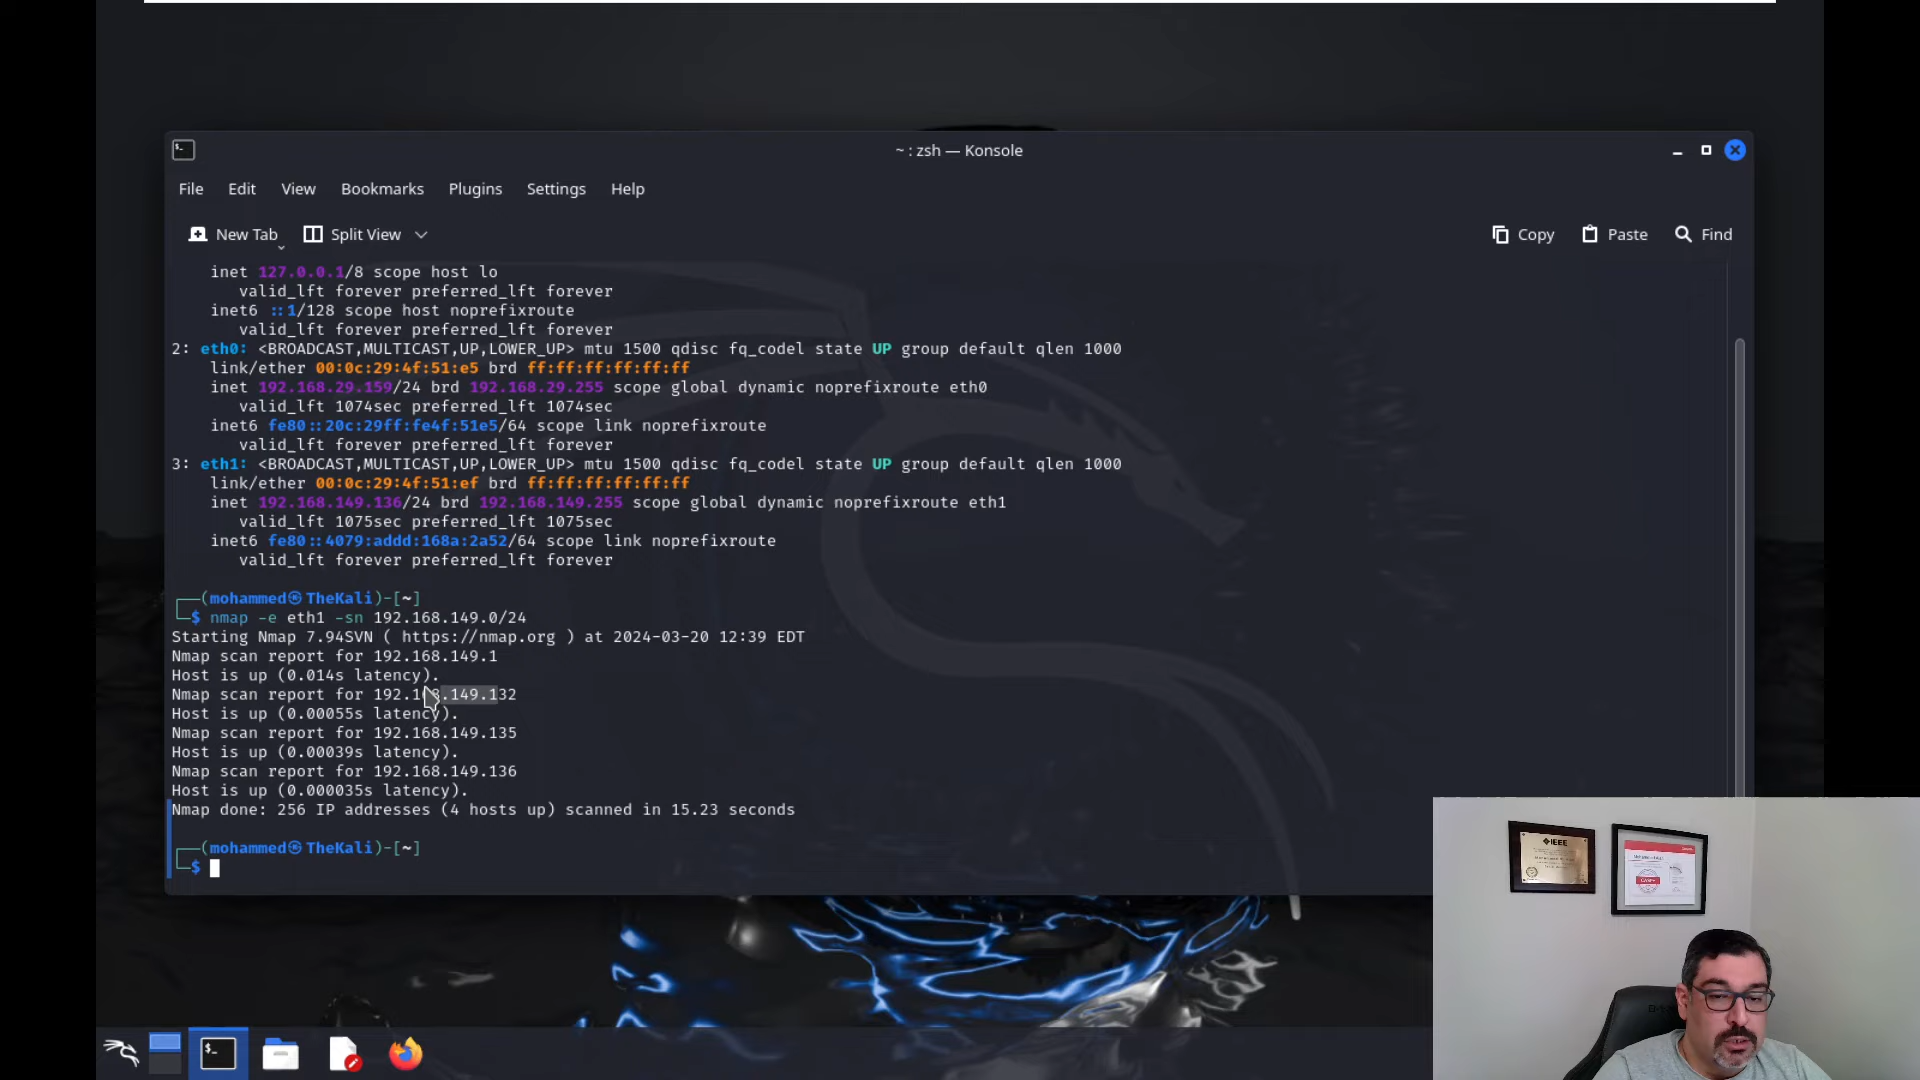 ~ : zsh — Konsole
File Edit View Bookmarks Plugins Settings Help
New Tab Split View Copy Paste Find
inet 127.0.0.1/8 scope host lo
valid_lft forever preferred_lft forever
inet6 ::1/128 scope host noprefixroute
valid_lft forever preferred_lft forever
2: eth0: <BROADCAST,MULTICAST,UP,LOWER_UP> mtu 1500 qdisc fq_codel state UP group default qlen 1000
link/ether 00:0c:29:4f:51:e5 brd ff:ff:ff:ff:ff:ff
inet 192.168.29.159/24 brd 192.168.29.255 scope global dynamic noprefixroute eth0
valid_lft 1074sec preferred_lft 1074sec
inet6 fe80::20c:29ff:fe4f:51e5/64 scope link noprefixroute
valid_lft forever preferred_lft forever
3: eth1: <BROADCAST,MULTICAST,UP,LOWER_UP> mtu 1500 qdisc fq_codel state UP group default qlen 1000
link/ether 00:0c:29:4f:51:ef brd ff:ff:ff:ff:ff:ff
inet 192.168.149.136/24 brd 192.168.149.255 scope global dynamic noprefixroute eth1
valid_lft 1075sec preferred_lft 1075sec
inet6 fe80::4079:addd:168a:2a52/64 scope link noprefixroute
valid_lft forever preferred_lft forever
┌──(mohammed㉿TheKali)-[~]
└─$ nmap -e eth1 -sn 192.168.149.0/24
Starting Nmap 7.94SVN ( https://nmap.org ) at 2024-03-20 12:39 EDT
Nmap scan report for 192.168.149.1
Host is up (0.014s latency).
Nmap scan report for 192.168.149.132
Host is up (0.00055s latency).
Nmap scan report for 192.168.149.135
Host is up (0.00039s latency).
Nmap scan report for 192.168.149.136
Host is up (0.000035s latency).
Nmap done: 256 IP addresses (4 hosts up) scanned in 15.23 seconds
┌──(mohammed㉿TheKali)-[~]
└─$
IEEE